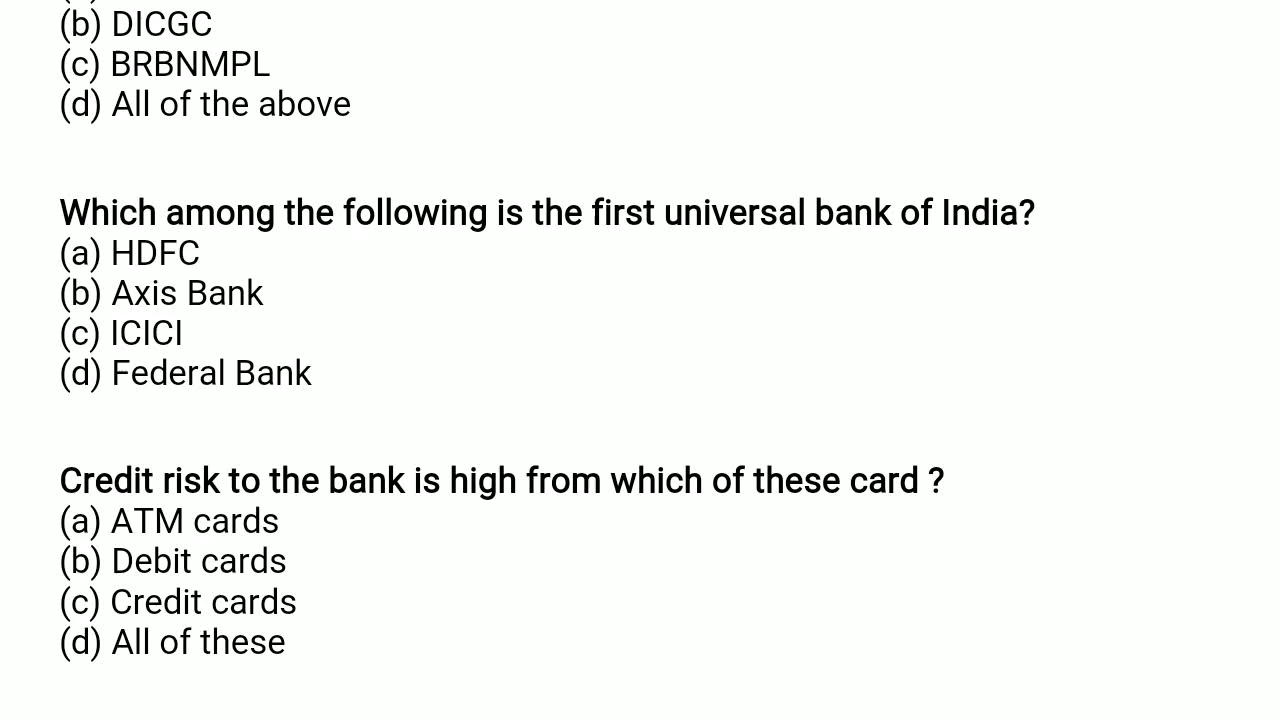 (b) DICGC
(c) BRBNMPL
(d) All of the above
Which among the following is the first universal bank of India?
(a) HDFC
(b) Axis Bank
(c) ICICI
(d) Federal Bank
Credit risk to the bank is high from which of these card ?
(a) ATM cards
(b) Debit cards
(c) Credit cards
(d) All of these